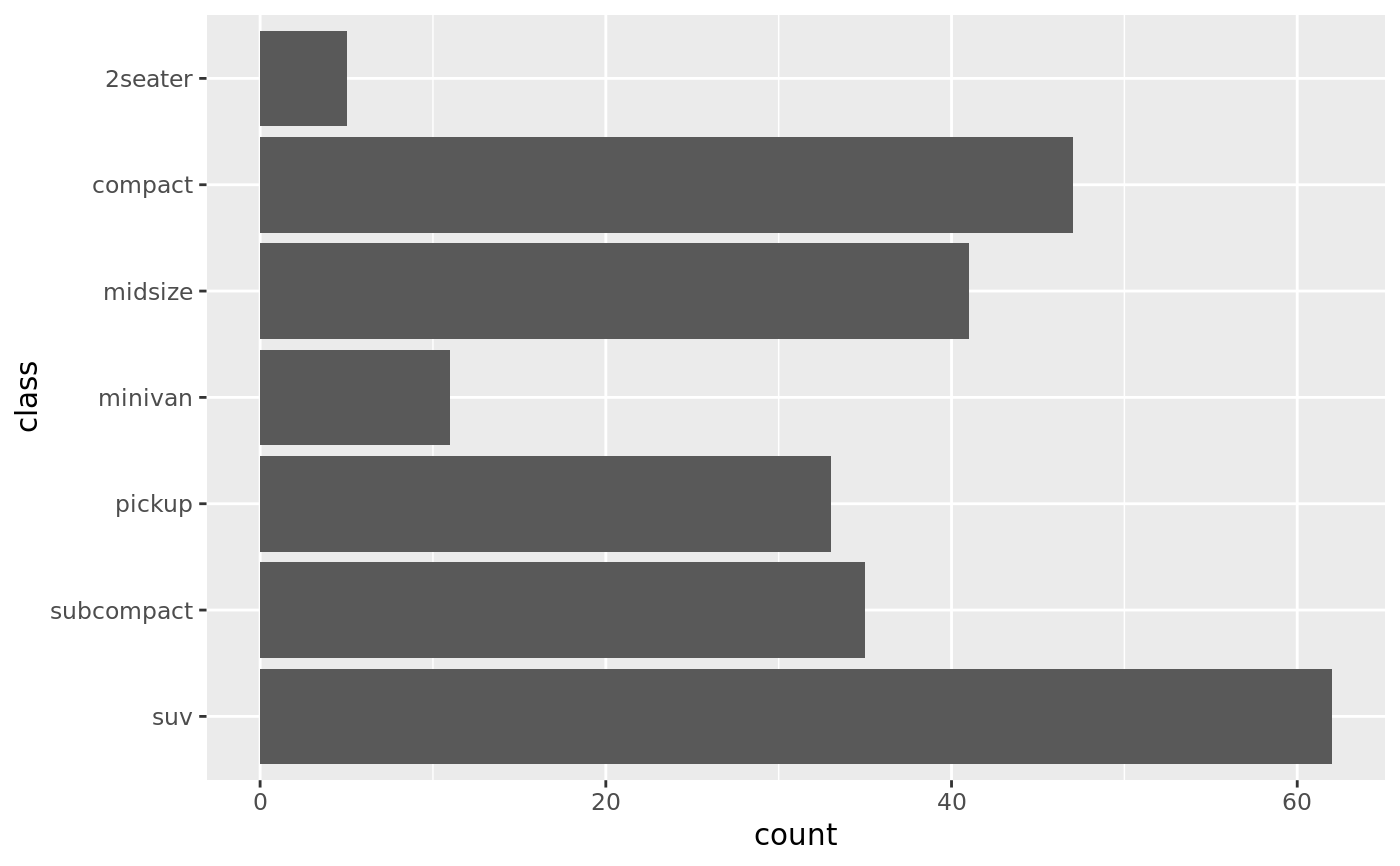 2seater
compact
midsize
minivan
pickup
subcompact
suv
class
0 20 40 60
count